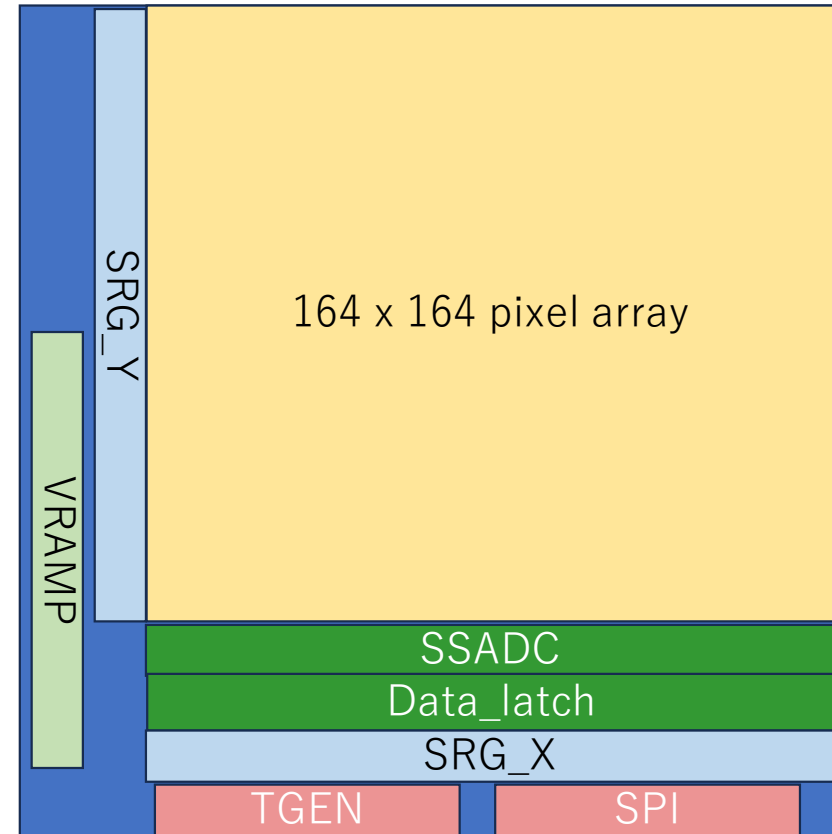 SRG_Y
164 x 164 pixel array
VRAMP
SSADC
Data_latch
SRG_X
TGEN
SPI